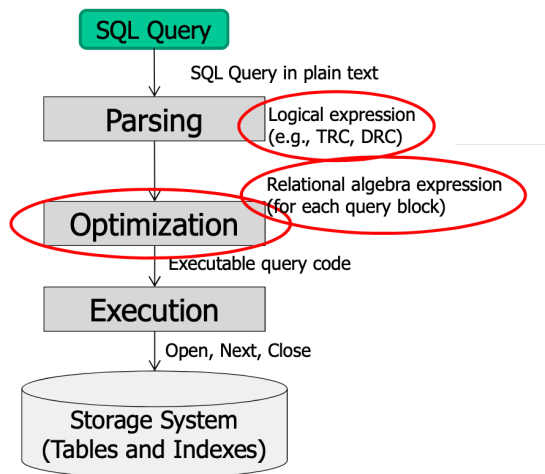 SQL Query
SQL Query in plain text
Parsing
Logical expression
(e.g., TRC, DRC)
Relational algebra expression
(for each query block)
Optimization
Executable query code
Execution
Open, Next, Close
Storage System
(Tables and Indexes)